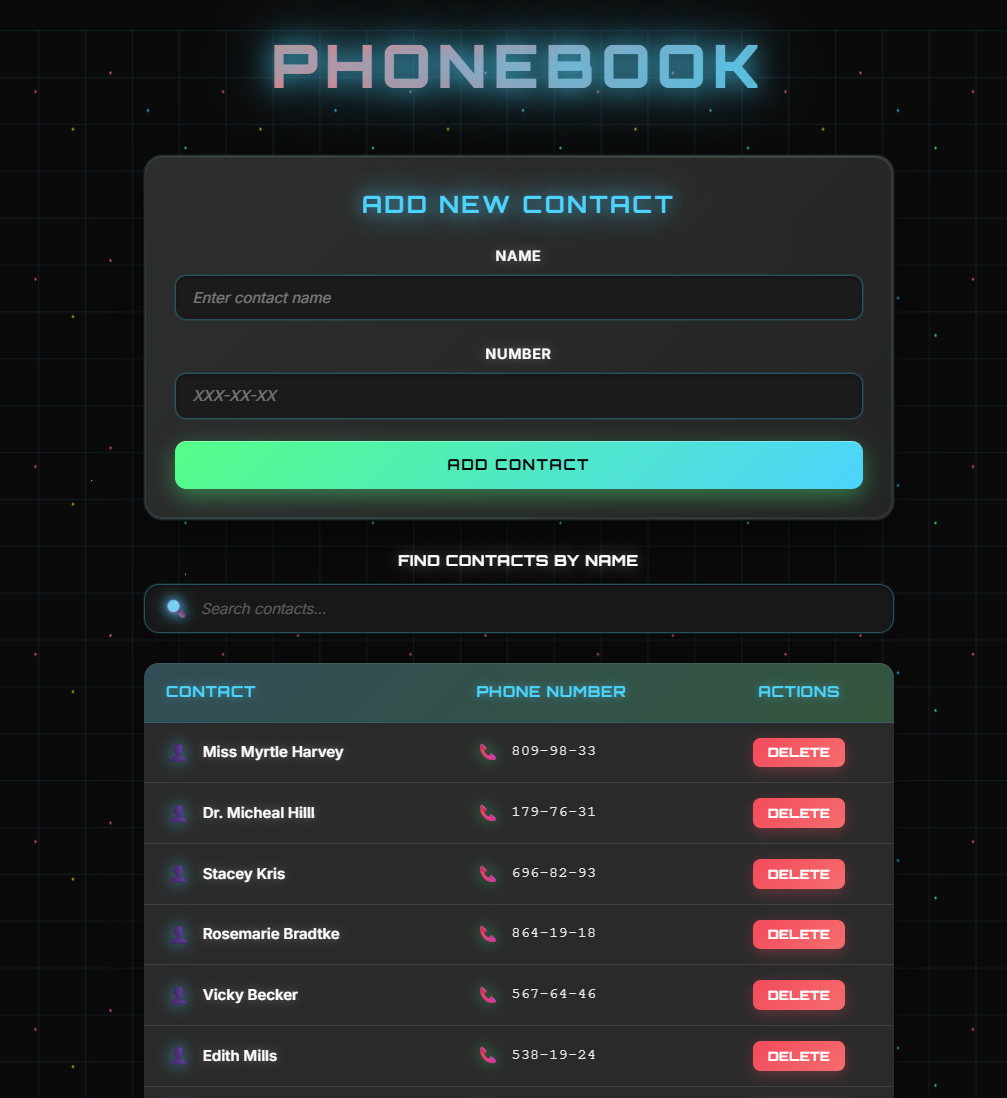 PHONEBOOK
ADD NEW CONTACT
NAME
Enter contact name
NUMBER
XXX-XX-XX
ADD CONTACT
FIND CONTACTS BY NAME
Search contacts...
CONTACT PHONE NUMBER ACTIONS
Miss Myrtle Harvey 809-98-33 DELETE
Dr. Micheal Hilll 179-76-31 DELETE
Stacey Kris 696-82-93 DELETE
Rosemarie Bradtke 864-19-18 DELETE
Vicky Becker 567-64-46 DELETE
Edith Mills 538-19-24 DELETE